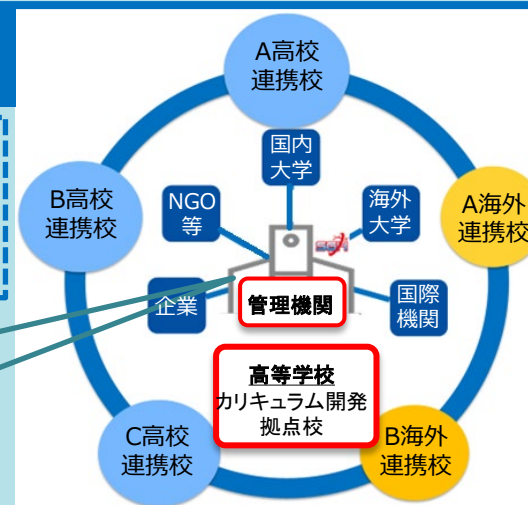 A高校
連携校
国内
大学
B高校
連携校
NGO
等
海外
大学
A海外
連携校
企業
管理機関
国際
機関
高等学校
カリキュラム開発
拠点校
C高校
連携校
B海外
連携校